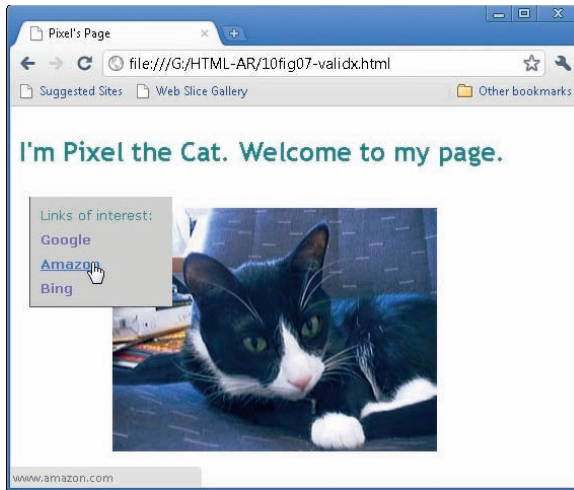 Pixel's Page
file:///G:/HTML-AR/10fig07-validx.html
Suggested Sites Web Slice Gallery Other bookmarks
I'm Pixel the Cat. Welcome to my page.
Links of interest:
Google
Amazon
Bing
www.amazon.com